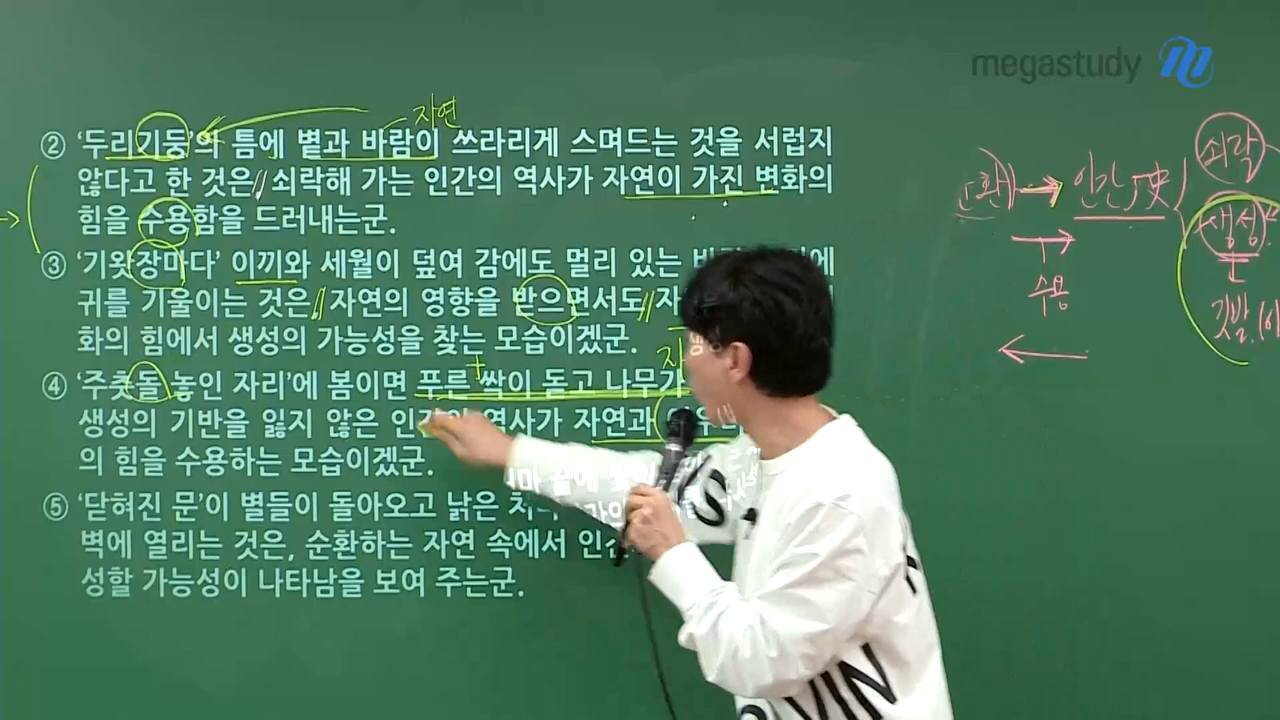 megastudy
자연
② '두리기둥'의 틈에 볕과 바람이 쓰라리게 스며드는 것을 서럽지
않다고 한 것은, 쇠락해 가는 인간의 역사가 자연이 가진 변화의
힘을 수용함을 드러내는군.
③ '기왓장마다' 이끼와 세월이 덮여 감에도 멀리 있는
귀를 기울이는 것은, 자연의 영향을 받으면서도
화의 힘에서 생성의 가능성을 찾는 모습이겠군.
④ '주춧돌 놓인 자리'에 봄이면 푸른 싹이 돋고 나무가
생성의 기반을 잃지 않은 인간의 역사가 자연과
의 힘을 수용하는 모습이겠군.
⑤ '닫혀진 문'이 별들이 돌아오고 낡은
벽에 열리는 것은, 순환하는 자연 속에서
성할 가능성이 나타남을 보여 주는군.
쇠락
인간 史
생성
수용
깃발